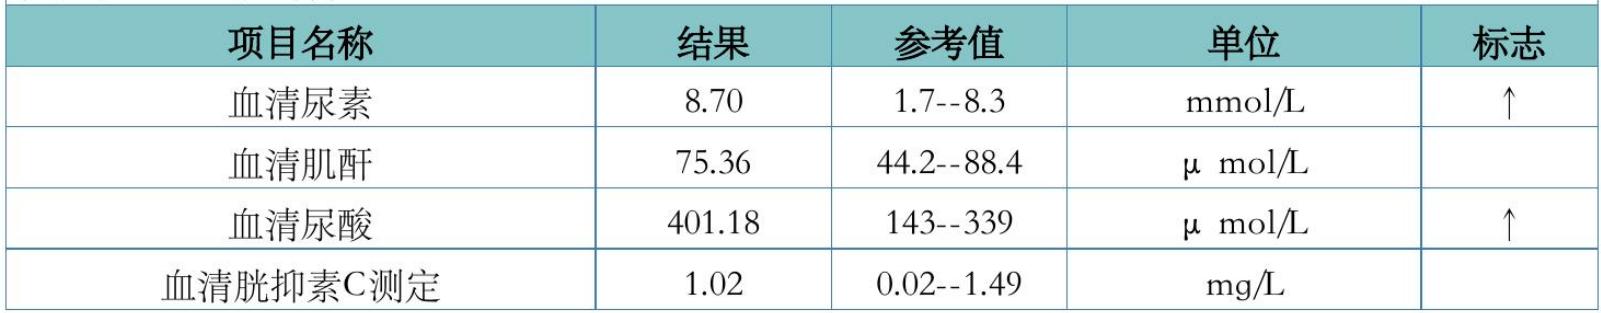 项目名称 结果 参考值 单位 标志
血清尿素 8.70 1.7--8.3 mmol/L ↑
血清肌酐 75.36 44.2--88.4 μ mol/L
血清尿酸 401.18 143--339 μ mol/L ↑
血清胱抑素C测定 1.02 0.02--1.49 mg/L